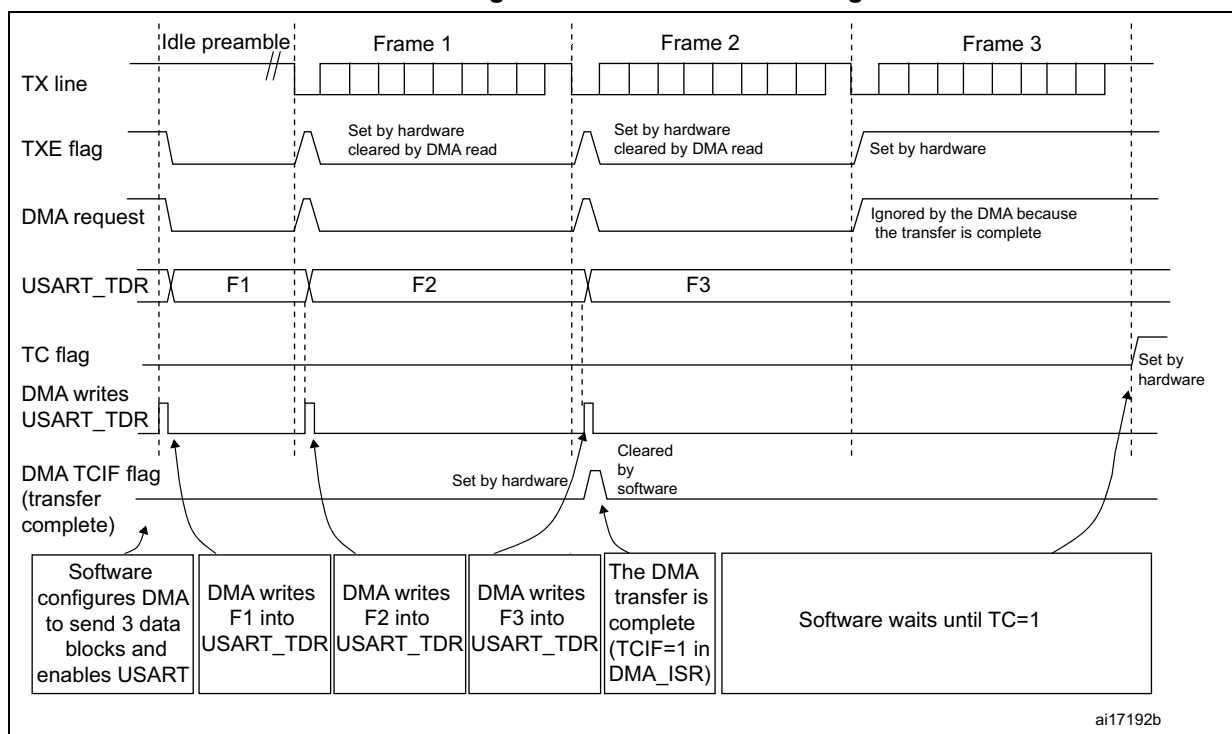 Idle preamble
Frame 1
Frame 2
Frame 3
TX line
TXE flag
Set by hardware
cleared by DMA read
Set by hardware
cleared by DMA read
Set by hardware
DMA request
Ignored by the DMA because
the transfer is complete
USART_TDR
F1
F2
F3
TC flag
Set by
hardware
DMA writes
USART_TDR
DMA TCIF flag
(transfer
complete)
Set by hardware
Cleared
by
software
Software
configures DMA
to send 3 data
blocks and
enables USART
DMA writes
F1 into
USART_TDR
DMA writes
F2 into
USART_TDR
DMA writes
F3 into
USART_TDR
The DMA
transfer is
complete
(TCIF=1 in
DMA_ISR)
Software waits until TC=1
ai17192b